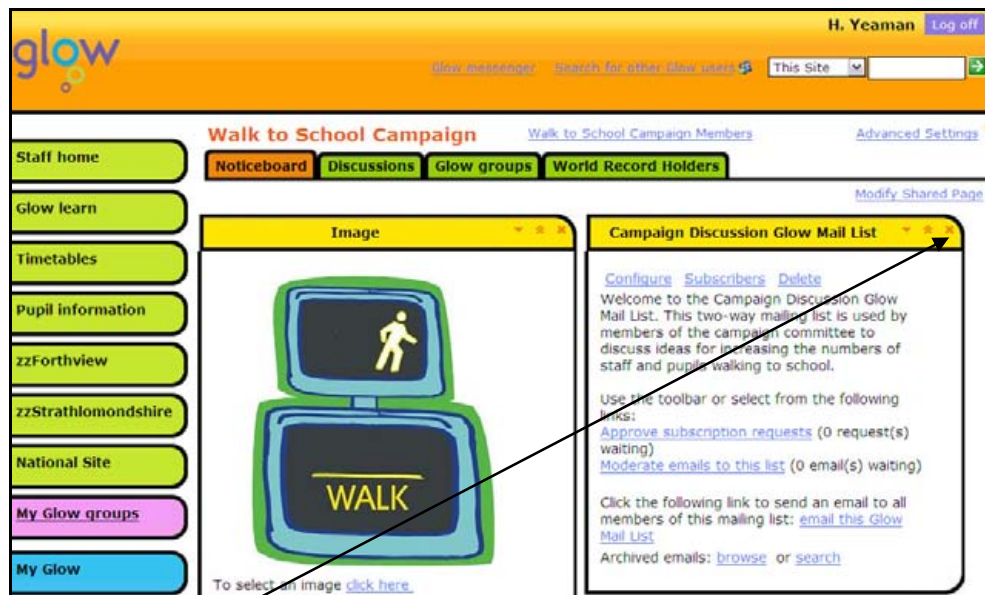 H. Yeaman Log off
glow
Glow messenger Search for other Glow users This Site
Walk to School Campaign Walk to School Campaign Members Advanced Settings
Noticeboard Discussions Glow groups World Record Holders
Modify Shared Page
Staff home
Glow learn
Timetables
Pupil information
zzForthview
zzStrathlomondshire
National Site
My Glow groups
My Glow
Image
WALK
To select an image click here
Campaign Discussion Glow Mail List
Configure Subscribers Delete
Welcome to the Campaign Discussion Glow
Mail List. This two-way mailing list is used by
members of the campaign committee to
discuss ideas for increasing the numbers of
staff and pupils walking to school.
Use the toolbar or select from the following
links:
Approve subscription requests (0 request(s)
waiting)
Moderate emails to this list (0 email(s) waiting)
Click the following link to send an email to all
members of this mailing list: email this Glow
Mail List
Archived emails: browse or search